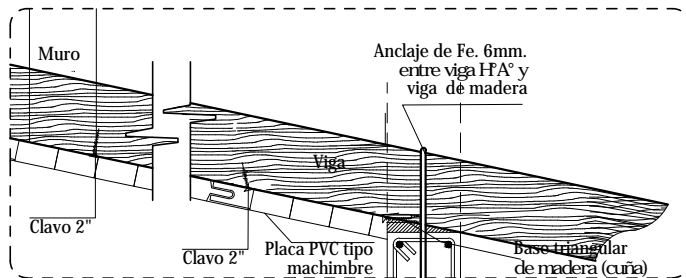 Muro
Anclaje de Fe. 6mm.
entre viga H°A° y
viga de madera
Viga
Clavo 2"
Clavo 2"
Placa PVC tipo
machimbre
Base triangular
de madera (cuña)